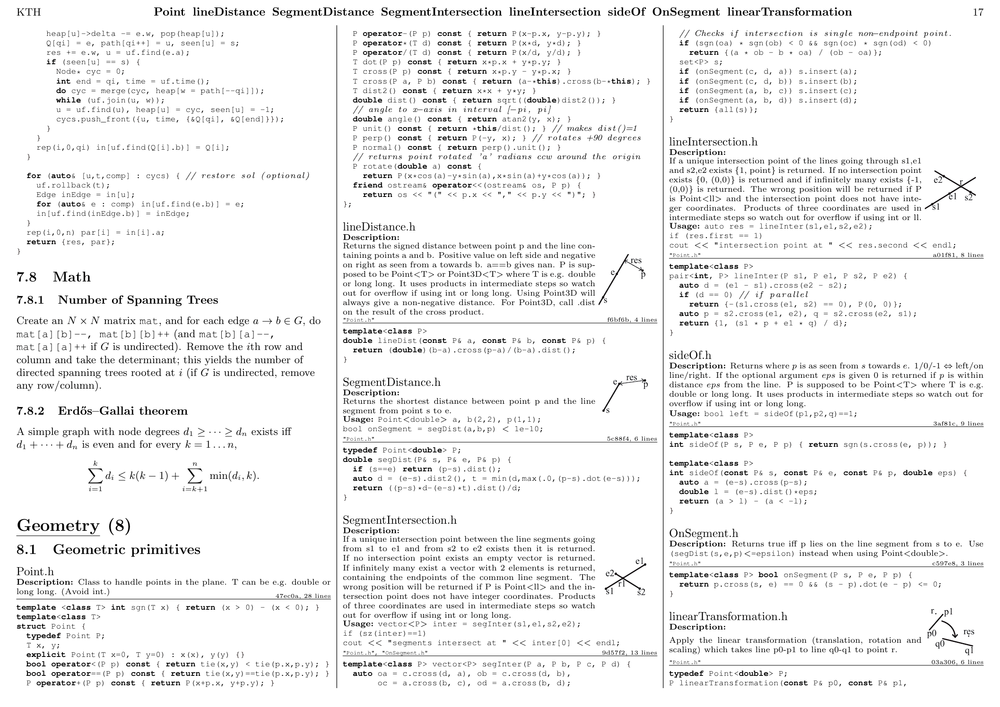 KTH
Point lineDistance SegmentDistance SegmentIntersection lineIntersection sideOf OnSegment linearTransformation
17
      heap[u]->delta -= e.w, pop(heap[u]);
      Q[qi] = e, path[qi++] = u, seen[u] = s;
      res += e.w, u = uf.find(e.a);
      if (seen[u] == s) {
        Node* cyc = 0;
        int end = qi, time = uf.time();
        do cyc = merge(cyc, heap[w = path[--qi]]);
        while (uf.join(u, w));
        u = uf.find(u), heap[u] = cyc, seen[u] = -1;
        cycs.push_front({u, time, {&Q[qi], &Q[end]}});
      }
    }
    rep(i,0,qi) in[uf.find(Q[i].b)] = Q[i];
  }
  for (auto& [u,t,comp] : cycs) { // restore sol (optional)
    uf.rollback(t);
    Edge inEdge = in[u];
    for (auto& e : comp) in[uf.find(e.b)] = e;
    in[uf.find(inEdge.b)] = inEdge;
  }
  rep(i,0,n) par[i] = in[i].a;
  return {res, par};
}
7.8 Math
7.8.1 Number of Spanning Trees
Create an N × N matrix mat, and for each edge a → b ∈ G, do
mat[a][b]--, mat[b][b]++ (and mat[b][a]--,
mat[a][a]++ if G is undirected). Remove the ith row and
column and take the determinant; this yields the number of
directed spanning trees rooted at i (if G is undirected, remove
any row/column).
7.8.2 Erdős–Gallai theorem
A simple graph with node degrees d₁ ≥ ··· ≥ dₙ exists iff
d₁ + ··· + dₙ is even and for every k = 1...n,
∑_{i=1}^{k} d_i ≤ k(k − 1) + ∑_{i=k+1}^{n} min(d_i, k).
Geometry (8)
8.1 Geometric primitives
Point.h
Description: Class to handle points in the plane. T can be e.g. double or
long long. (Avoid int.)
47ec0a, 28 lines
template <class T> int sgn(T x) { return (x > 0) - (x < 0); }
template<class T>
struct Point {
  typedef Point P;
  T x, y;
  explicit Point(T x=0, T y=0) : x(x), y(y) {}
  bool operator<(P p) const { return tie(x,y) < tie(p.x,p.y); }
  bool operator==(P p) const { return tie(x,y)==tie(p.x,p.y); }
  P operator+(P p) const { return P(x+p.x, y+p.y); }
  P operator-(P p) const { return P(x-p.x, y-p.y); }
  P operator*(T d) const { return P(x*d, y*d); }
  P operator/(T d) const { return P(x/d, y/d); }
  T dot(P p) const { return x*p.x + y*p.y; }
  T cross(P p) const { return x*p.y - y*p.x; }
  T cross(P a, P b) const { return (a-*this).cross(b-*this); }
  T dist2() const { return x*x + y*y; }
  double dist() const { return sqrt((double)dist2()); }
  // angle to x-axis in interval [-pi, pi]
  double angle() const { return atan2(y, x); }
  P unit() const { return *this/dist(); } // makes dist()=1
  P perp() const { return P(-y, x); } // rotates +90 degrees
  P normal() const { return perp().unit(); }
  // returns point rotated 'a' radians ccw around the origin
  P rotate(double a) const {
    return P(x*cos(a)-y*sin(a),x*sin(a)+y*cos(a)); }
  friend ostream& operator<<(ostream& os, P p) {
    return os << "(" << p.x << "," << p.y << ")"; }
};
lineDistance.h
Description:
Returns the signed distance between point p and the line con-
taining points a and b. Positive value on left side and negative
on right as seen from a towards b. a==b gives nan. P is sup-
posed to be Point<T> or Point3D<T> where T is e.g. double
or long long. It uses products in intermediate steps so watch
out for overflow if using int or long long. Using Point3D will
always give a non-negative distance. For Point3D, call .dist
on the result of the cross product.
res
e
p
s
"Point.h"
f6bf6b, 4 lines
template<class P>
double lineDist(const P& a, const P& b, const P& p) {
  return (double)(b-a).cross(p-a)/(b-a).dist();
}
SegmentDistance.h
Description:
Returns the shortest distance between point p and the line
segment from point s to e.
Usage: Point<double> a, b(2,2), p(1,1);
bool onSegment = segDist(a,b,p) < 1e-10;
e
res
p
s
"Point.h"
5c88f4, 6 lines
typedef Point<double> P;
double segDist(P& s, P& e, P& p) {
  if (s==e) return (p-s).dist();
  auto d = (e-s).dist2(), t = min(d,max(.0,(p-s).dot(e-s)));
  return ((p-s)*d-(e-s)*t).dist()/d;
}
SegmentIntersection.h
Description:
If a unique intersection point between the line segments going
from s1 to e1 and from s2 to e2 exists then it is returned.
If no intersection point exists an empty vector is returned.
If infinitely many exist a vector with 2 elements is returned,
containing the endpoints of the common line segment. The
wrong position will be returned if P is Point<ll> and the in-
tersection point does not have integer coordinates. Products
of three coordinates are used in intermediate steps so watch
out for overflow if using int or long long.
e1
e2
r1
s1
s2
Usage: vector<P> inter = segInter(s1,e1,s2,e2);
if (sz(inter)==1)
cout << "segments intersect at " << inter[0] << endl;
"Point.h", "OnSegment.h"
9d57f2, 13 lines
template<class P> vector<P> segInter(P a, P b, P c, P d) {
  auto oa = c.cross(d, a), ob = c.cross(d, b),
       oc = a.cross(b, c), od = a.cross(b, d);
  // Checks if intersection is single non-endpoint point.
  if (sgn(oa) * sgn(ob) < 0 && sgn(oc) * sgn(od) < 0)
    return {(a * ob - b * oa) / (ob - oa)};
  set<P> s;
  if (onSegment(c, d, a)) s.insert(a);
  if (onSegment(c, d, b)) s.insert(b);
  if (onSegment(a, b, c)) s.insert(c);
  if (onSegment(a, b, d)) s.insert(d);
  return {all(s)};
}
lineIntersection.h
Description:
If a unique intersection point of the lines going through s1,e1
and s2,e2 exists {1, point} is returned. If no intersection point
exists {0, (0,0)} is returned and if infinitely many exists {-1,
(0,0)} is returned. The wrong position will be returned if P
is Point<ll> and the intersection point does not have inte-
ger coordinates. Products of three coordinates are used in
intermediate steps so watch out for overflow if using int or ll.
e2
r
e1
s2
s1
Usage: auto res = lineInter(s1,e1,s2,e2);
if (res.first == 1)
cout << "intersection point at " << res.second << endl;
"Point.h"
a01f81, 8 lines
template<class P>
pair<int, P> lineInter(P s1, P e1, P s2, P e2) {
  auto d = (e1 - s1).cross(e2 - s2);
  if (d == 0) // if parallel
    return {-(s1.cross(e1, s2) == 0), P(0, 0)};
  auto p = s2.cross(e1, e2), q = s2.cross(e2, s1);
  return {1, (s1 * p + e1 * q) / d};
}
sideOf.h
Description: Returns where p is as seen from s towards e. 1/0/-1 ⇔ left/on
line/right. If the optional argument eps is given 0 is returned if p is within
distance eps from the line. P is supposed to be Point<T> where T is e.g.
double or long long. It uses products in intermediate steps so watch out for
overflow if using int or long long.
Usage: bool left = sideOf(p1,p2,q)==1;
"Point.h"
3af81c, 9 lines
template<class P>
int sideOf(P s, P e, P p) { return sgn(s.cross(e, p)); }
template<class P>
int sideOf(const P& s, const P& e, const P& p, double eps) {
  auto a = (e-s).cross(p-s);
  double l = (e-s).dist()*eps;
  return (a > l) - (a < -l);
}
OnSegment.h
Description: Returns true iff p lies on the line segment from s to e. Use
(segDist(s,e,p)<=epsilon) instead when using Point<double>.
"Point.h"
c597e8, 3 lines
template<class P> bool onSegment(P s, P e, P p) {
  return p.cross(s, e) == 0 && (s - p).dot(e - p) <= 0;
}
linearTransformation.h
Description:
Apply the linear transformation (translation, rotation and
scaling) which takes line p0-p1 to line q0-q1 to point r.
r.
p1
p0
res
q0
q1
"Point.h"
03a306, 6 lines
typedef Point<double> P;
P linearTransformation(const P& p0, const P& p1,